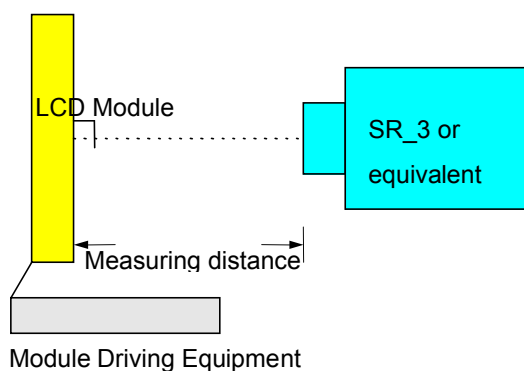 LCD Module
SR_3 or
equivalent
Measuring distance
Module Driving Equipment